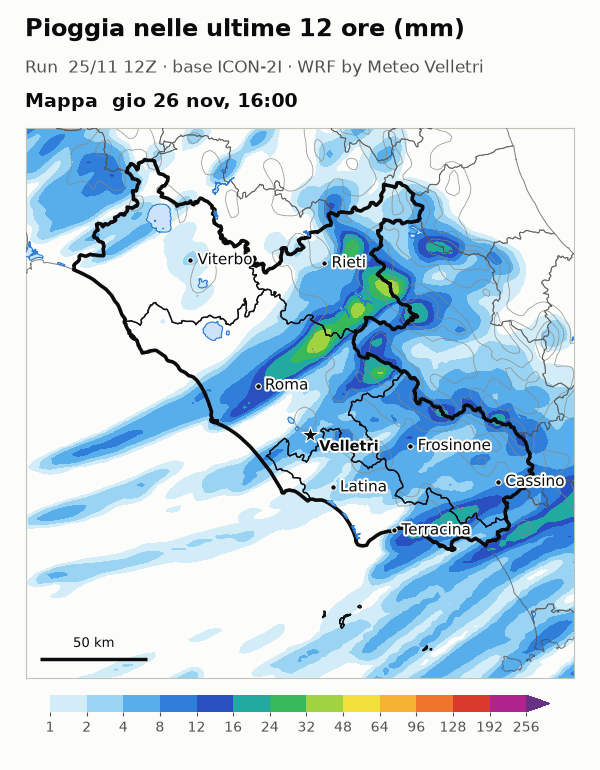 Pioggia nelle ultime 12 ore (mm)
Run 25/11 12Z · base ICON-2I · WRF by Meteo Velletri
Mappa gio 26 nov, 16:00
Viterbo
Rieti
Roma
Velletri
Frosinone
Latina
Cassino
Terracina
50 km
1 2 4 8 12 16 24 32 48 64 96 128 192 256